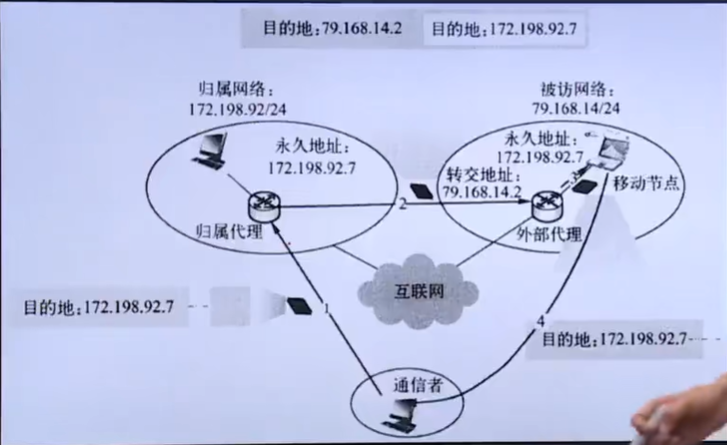 目的地:79.168.14.2
目的地:172.198.92.7
归属网络:
172.198.92/24
被访网络:
79.168.14/24
永久地址:
172.198.92.7
永久地址:
172.198.92.7
转交地址:
79.168.14.2
移动节点
归属代理
外部代理
互联网
目的地:172.198.92.7
目的地:172.198.92.7
通信者
1
2
3
4